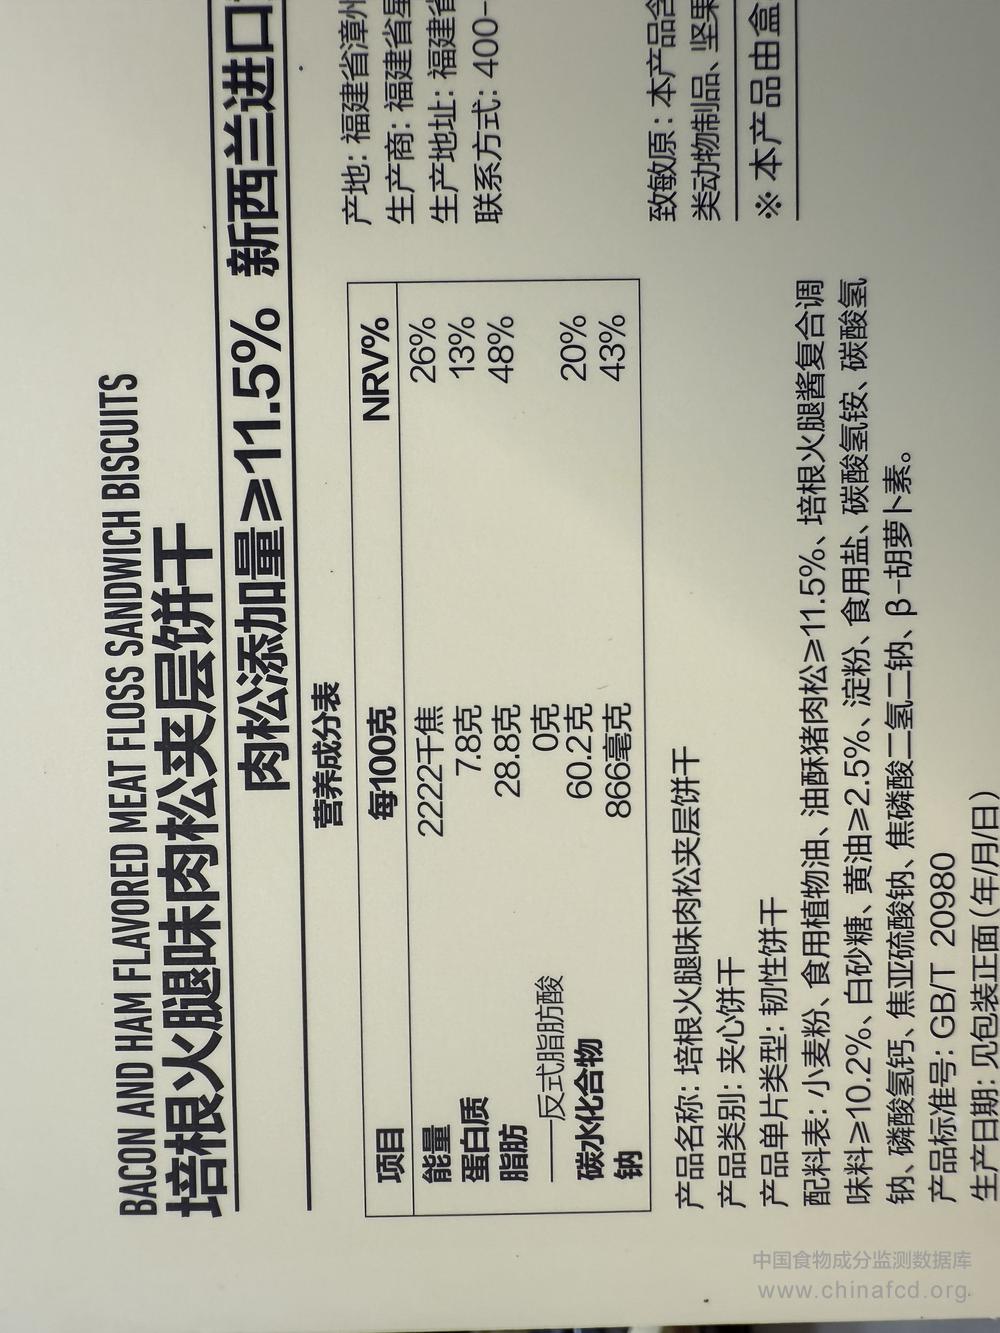 BACON AND HAM FLAVORED MEAT FLOSS SANDWICH BISCUITS
培根火腿味肉松夹层饼干
肉松添加量≥11.5% 新西兰进口
营养成分表
项目 每100克 NRV%
能量 2222千焦 26%
蛋白质 7.8克 13%
脂肪 28.8克 48%
—反式脂肪酸 0克
碳水化合物 60.2克 20%
钠 866毫克 43%
产品名称: 培根火腿味肉松夹层饼干
产品类别: 夹心饼干
产品单片类型: 韧性饼干
配料表: 小麦粉、食用植物油、油酥猪肉松≥11.5%、培根火腿酱复合调
味料≥10.2%、白砂糖、黄油≥2.5%、淀粉、食用盐、碳酸氢铵、碳酸氢
钠、磷酸氢钙、焦亚硫酸钠、焦磷酸二氢二钠、β-胡萝卜素。
产品标准号: GB/T 20980
生产日期: 见包装正面(年/月/日)
产地: 福建省漳州
生产商: 福建省
生产地址: 福建省
联系方式: 400-
致敏原: 本产品含
类动物制品、坚果
※本产品由盒
中国食物成分监测数据库
www.chinafcd.org